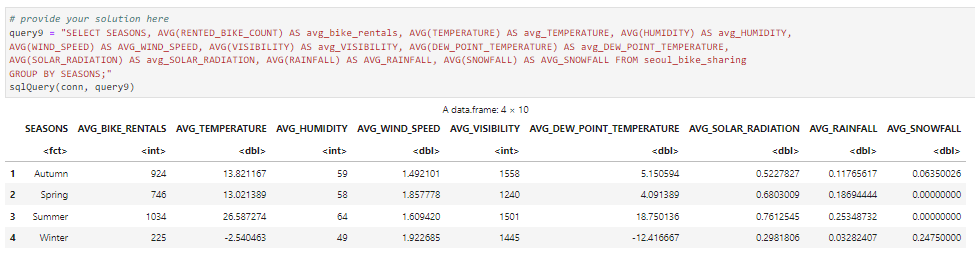 # provide your solution here
query9 = "SELECT SEASONS, AVG(RENTED_BIKE_COUNT) AS avg_bike_rentals, AVG(TEMPERATURE) AS avg_TEMPERATURE, AVG(HUMIDITY) AS avg_HUMIDITY,
AVG(WIND_SPEED) AS AVG_WIND_SPEED, AVG(VISIBILITY) AS avg_VISIBILITY, AVG(DEW_POINT_TEMPERATURE) AS avg_DEW_POINT_TEMPERATURE,
AVG(SOLAR_RADIATION) AS avg_SOLAR_RADIATION, AVG(RAINFALL) AS AVG_RAINFALL, AVG(SNOWFALL) AS AVG_SNOWFALL FROM seoul_bike_sharing
GROUP BY SEASONS;"
sqlQuery(conn, query9)
A data.frame: 4 × 10
SEASONS AVG_BIKE_RENTALS AVG_TEMPERATURE AVG_HUMIDITY AVG_WIND_SPEED AVG_VISIBILITY AVG_DEW_POINT_TEMPERATURE AVG_SOLAR_RADIATION AVG_RAINFALL AVG_SNOWFALL
<fct> <int> <dbl> <int> <dbl> <int> <dbl> <dbl> <dbl> <dbl>
1 Autumn 924 13.821167 59 1.492101 1558 5.150594 0.5227827 0.11765617 0.06350026
2 Spring 746 13.021389 58 1.857778 1240 4.091389 0.6803009 0.18694444 0.00000000
3 Summer 1034 26.587274 64 1.609420 1501 18.750136 0.7612545 0.25348732 0.00000000
4 Winter 225 -2.540463 49 1.922685 1445 -12.416667 0.2981806 0.03282407 0.24750000